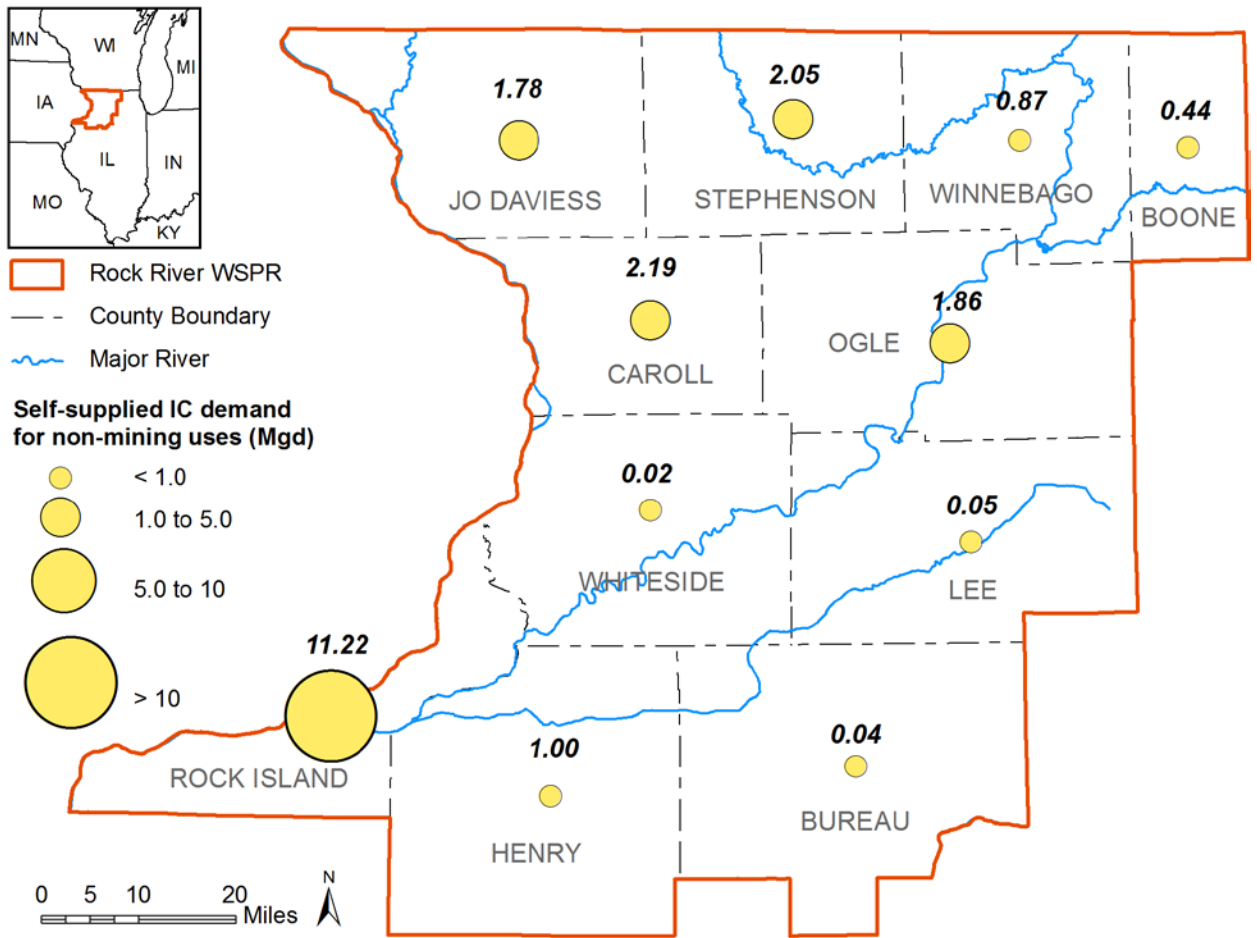 MN
WI
MI
IA
IL
IN
MO
KY
Rock River WSPR
County Boundary
Major River
Self-supplied IC demand
for non-mining uses (Mgd)
< 1.0
1.0 to 5.0
5.0 to 10
> 10
1.78
JO DAVIESS
2.05
STEPHENSON
0.87
WINNEBAGO
0.44
BOONE
2.19
CAROLL
1.86
OGLE
0.02
WHITESIDE
0.05
LEE
11.22
ROCK ISLAND
1.00
HENRY
0.04
BUREAU
0 5 10 20
Miles
N